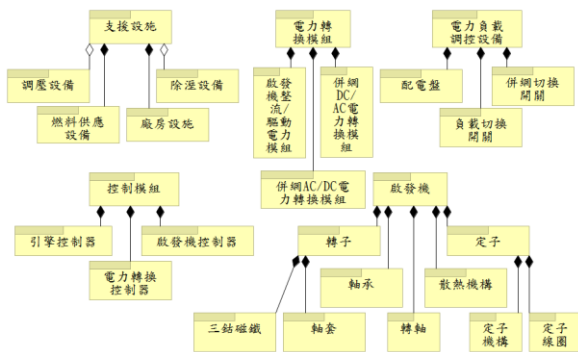 支援設施
調壓設備
除溼設備
燃料供應
設備
廠房設施
電力轉
換模組
啟發
機整
流/
驅動
電力
模組
併網
DC/
AC電
力轉
換模
組
併網AC/DC電
力轉換模組
電力負載
調控設備
配電盤
併網切換
開關
負載切換
開關
控制模組
引擎控制器
啟發機控制器
電力轉換
控制器
啟發機
轉子
定子
軸承
散熱機構
三鈷磁鐵
軸套
轉軸
定子
機構
定子
線圈